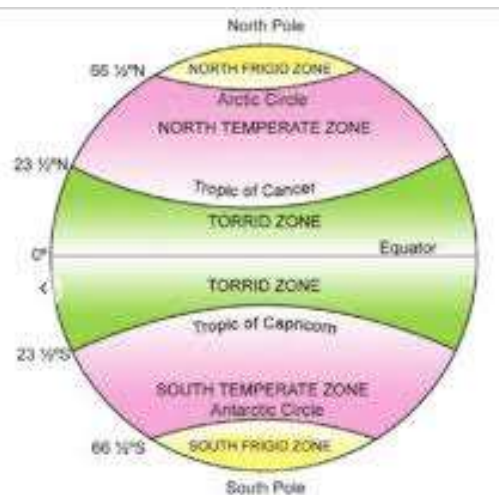 North Pole
55 ½°N
NORTH FRIGID ZONE
Arctic Circle
NORTH TEMPERATE ZONE
23 ½°N
Tropic of Cancet
TORRID ZONE
0°
Equator
<
TORRID ZONE
Tropic of Capricorn
23 ½°S
SOUTH TEMPERATE ZONE
Antarctic Circle
66 ½°S
SOUTH FRIGID ZONE
South Pole